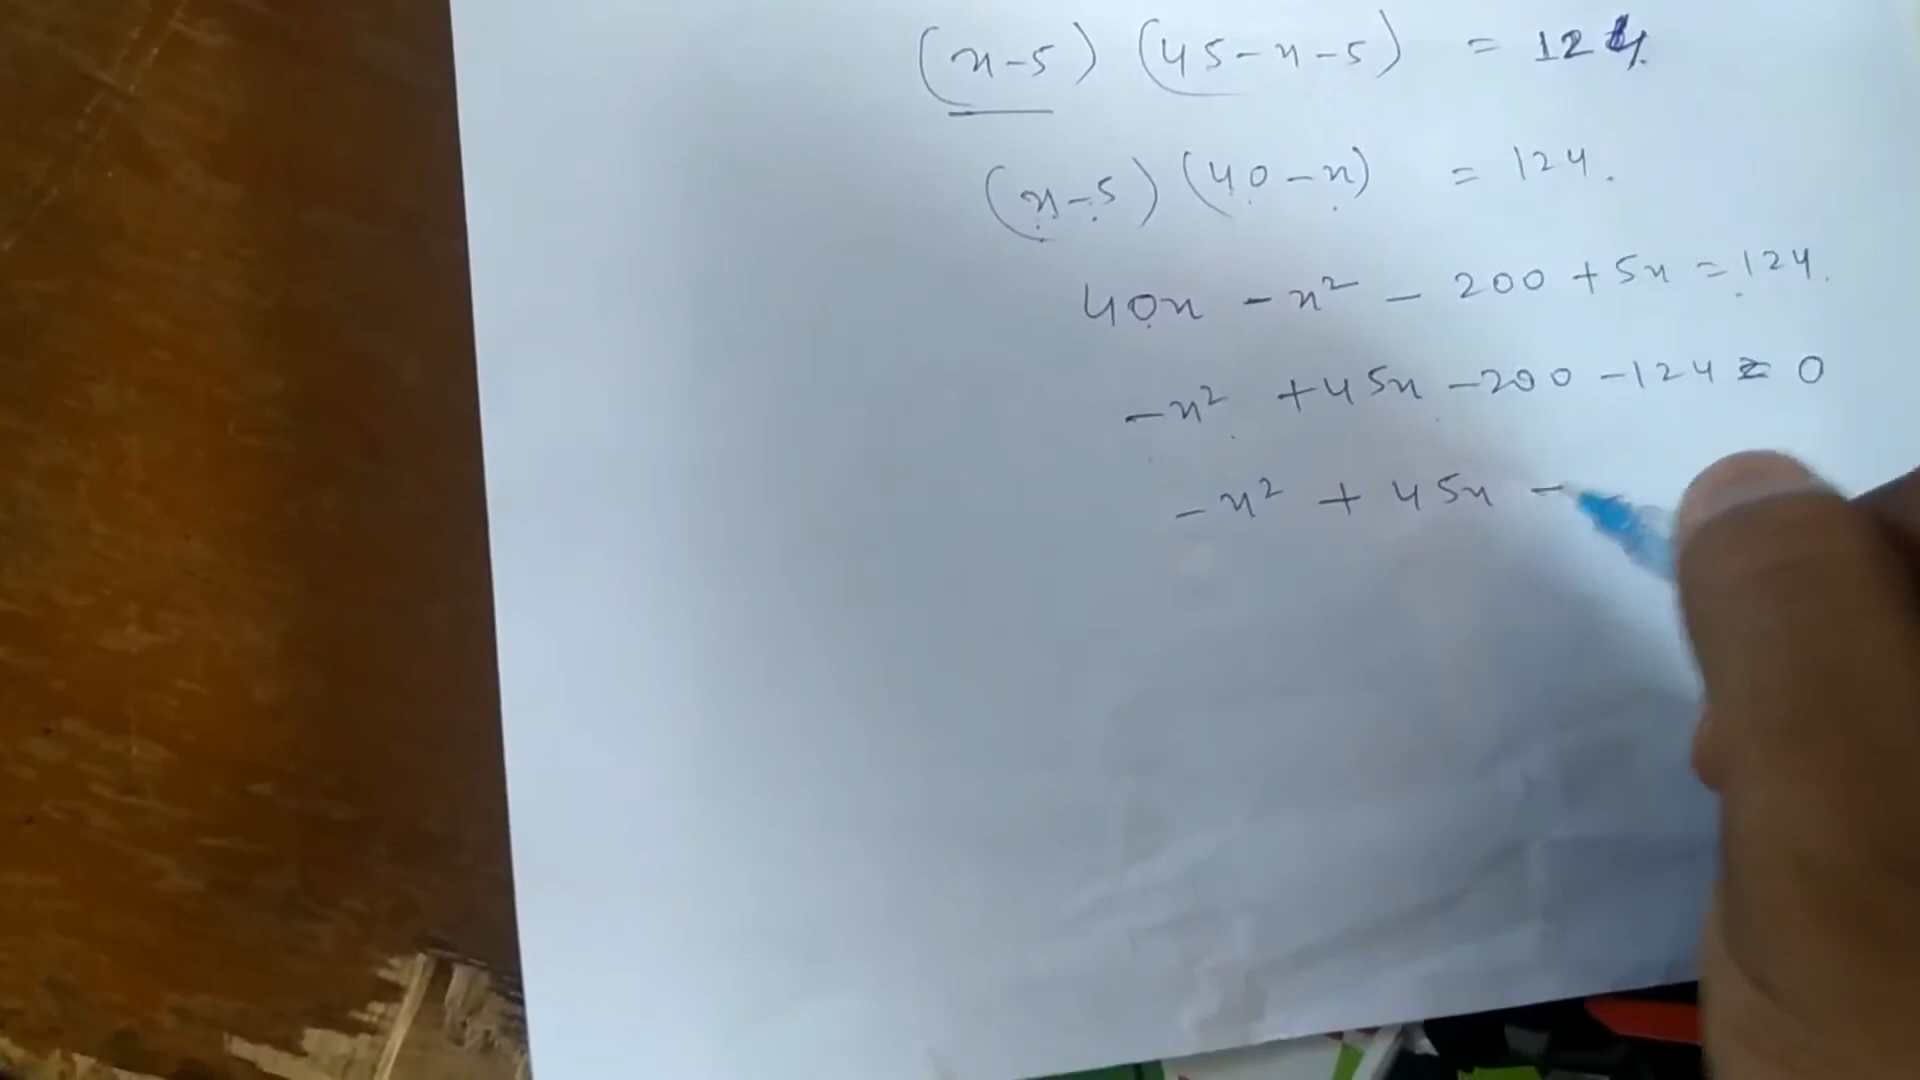 (x-5) (45-x-5) = 124.
(x-5) (40-x) = 124.
40x - x² - 200 + 5x = 124.
-x² + 45x - 200 - 124 = 0
-x² + 45x -